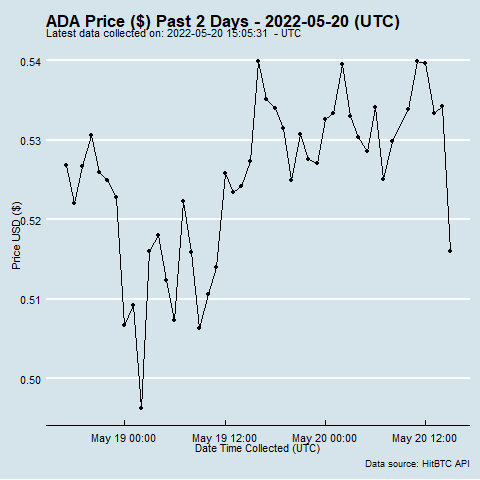 ADA Price ($) Past 2 Days - 2022-05-20 (UTC)
Latest data collected on: 2022-05-20 15:05:31 - UTC
0.54
0.53
0.52
0.51
0.50
Price USD ($)
May 19 00:00 May 19 12:00 May 20 00:00 May 20 12:00
Date Time Collected (UTC)
Data source: HitBTC API